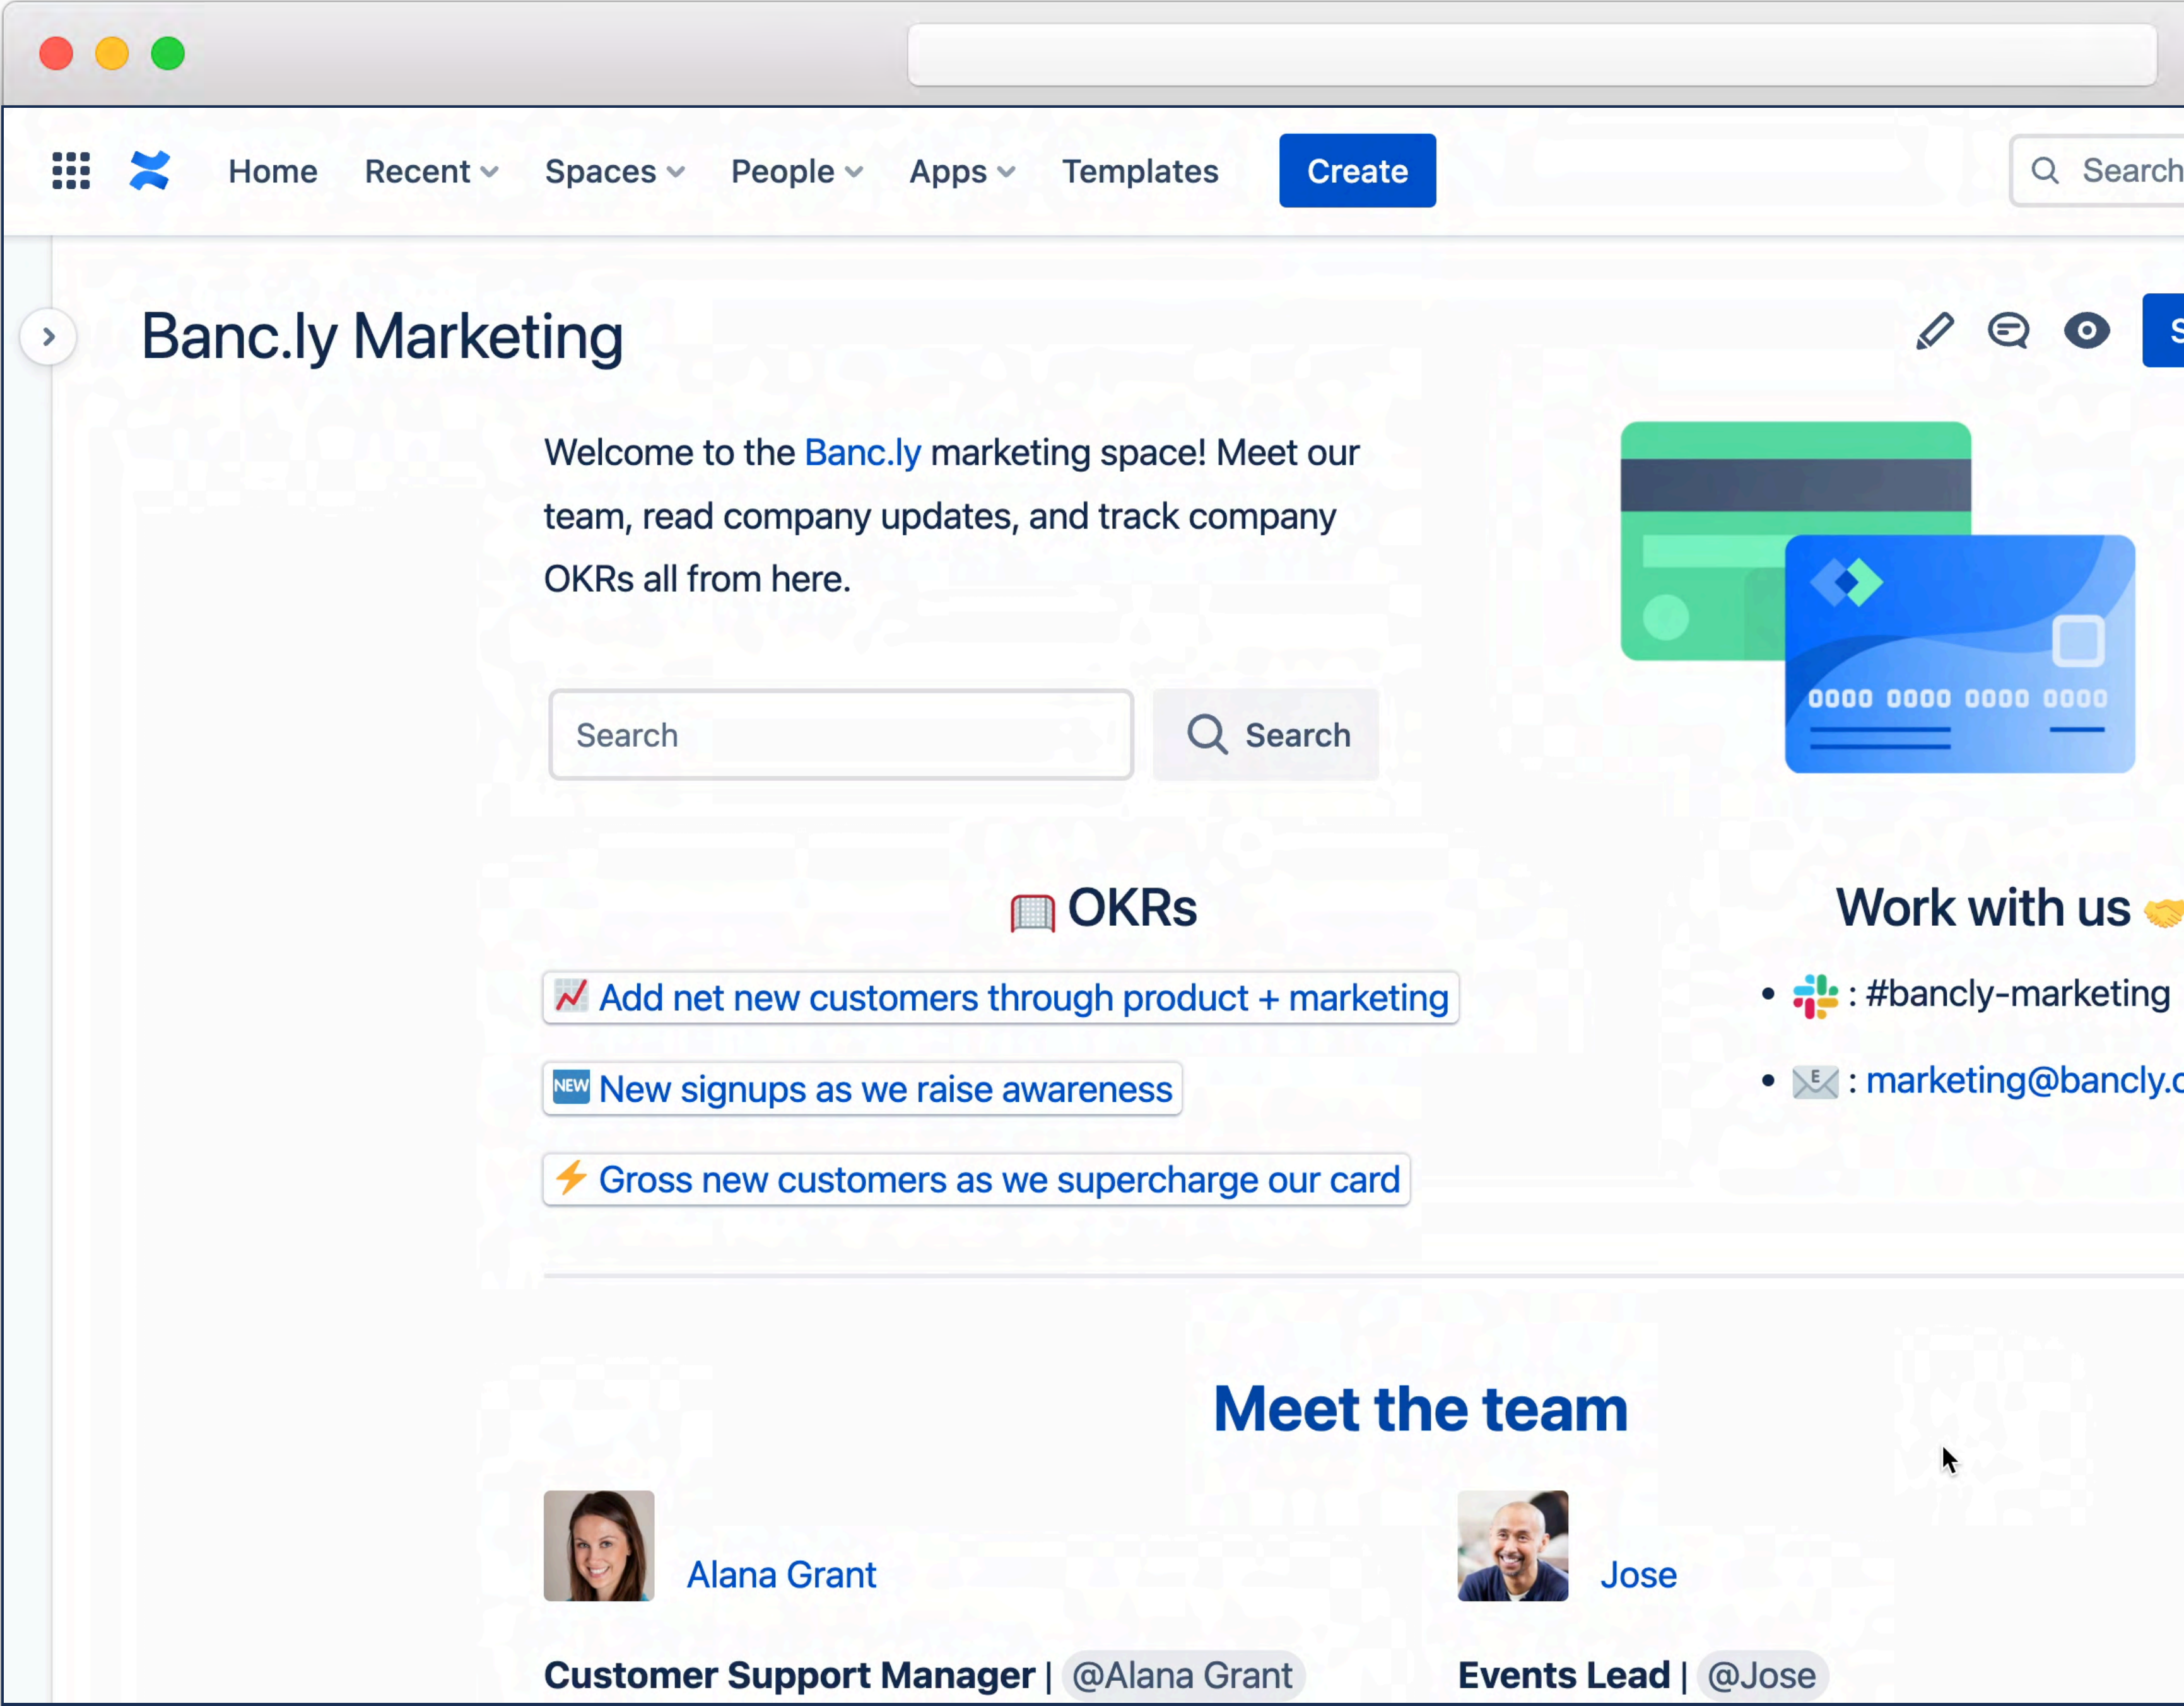 Home Recent Spaces People Apps Templates Create Search
Banc.ly Marketing
Welcome to the Banc.ly marketing space! Meet our
team, read company updates, and track company
OKRs all from here.
0000 0000 0000 0000
Search Search
OKRs
Add net new customers through product + marketing
NEW New signups as we raise awareness
Gross new customers as we supercharge our card
Work with us
: #bancly-marketing
E : marketing@bancly.c
Meet the team
Alana Grant
Customer Support Manager | @Alana Grant
Jose
Events Lead | @Jose